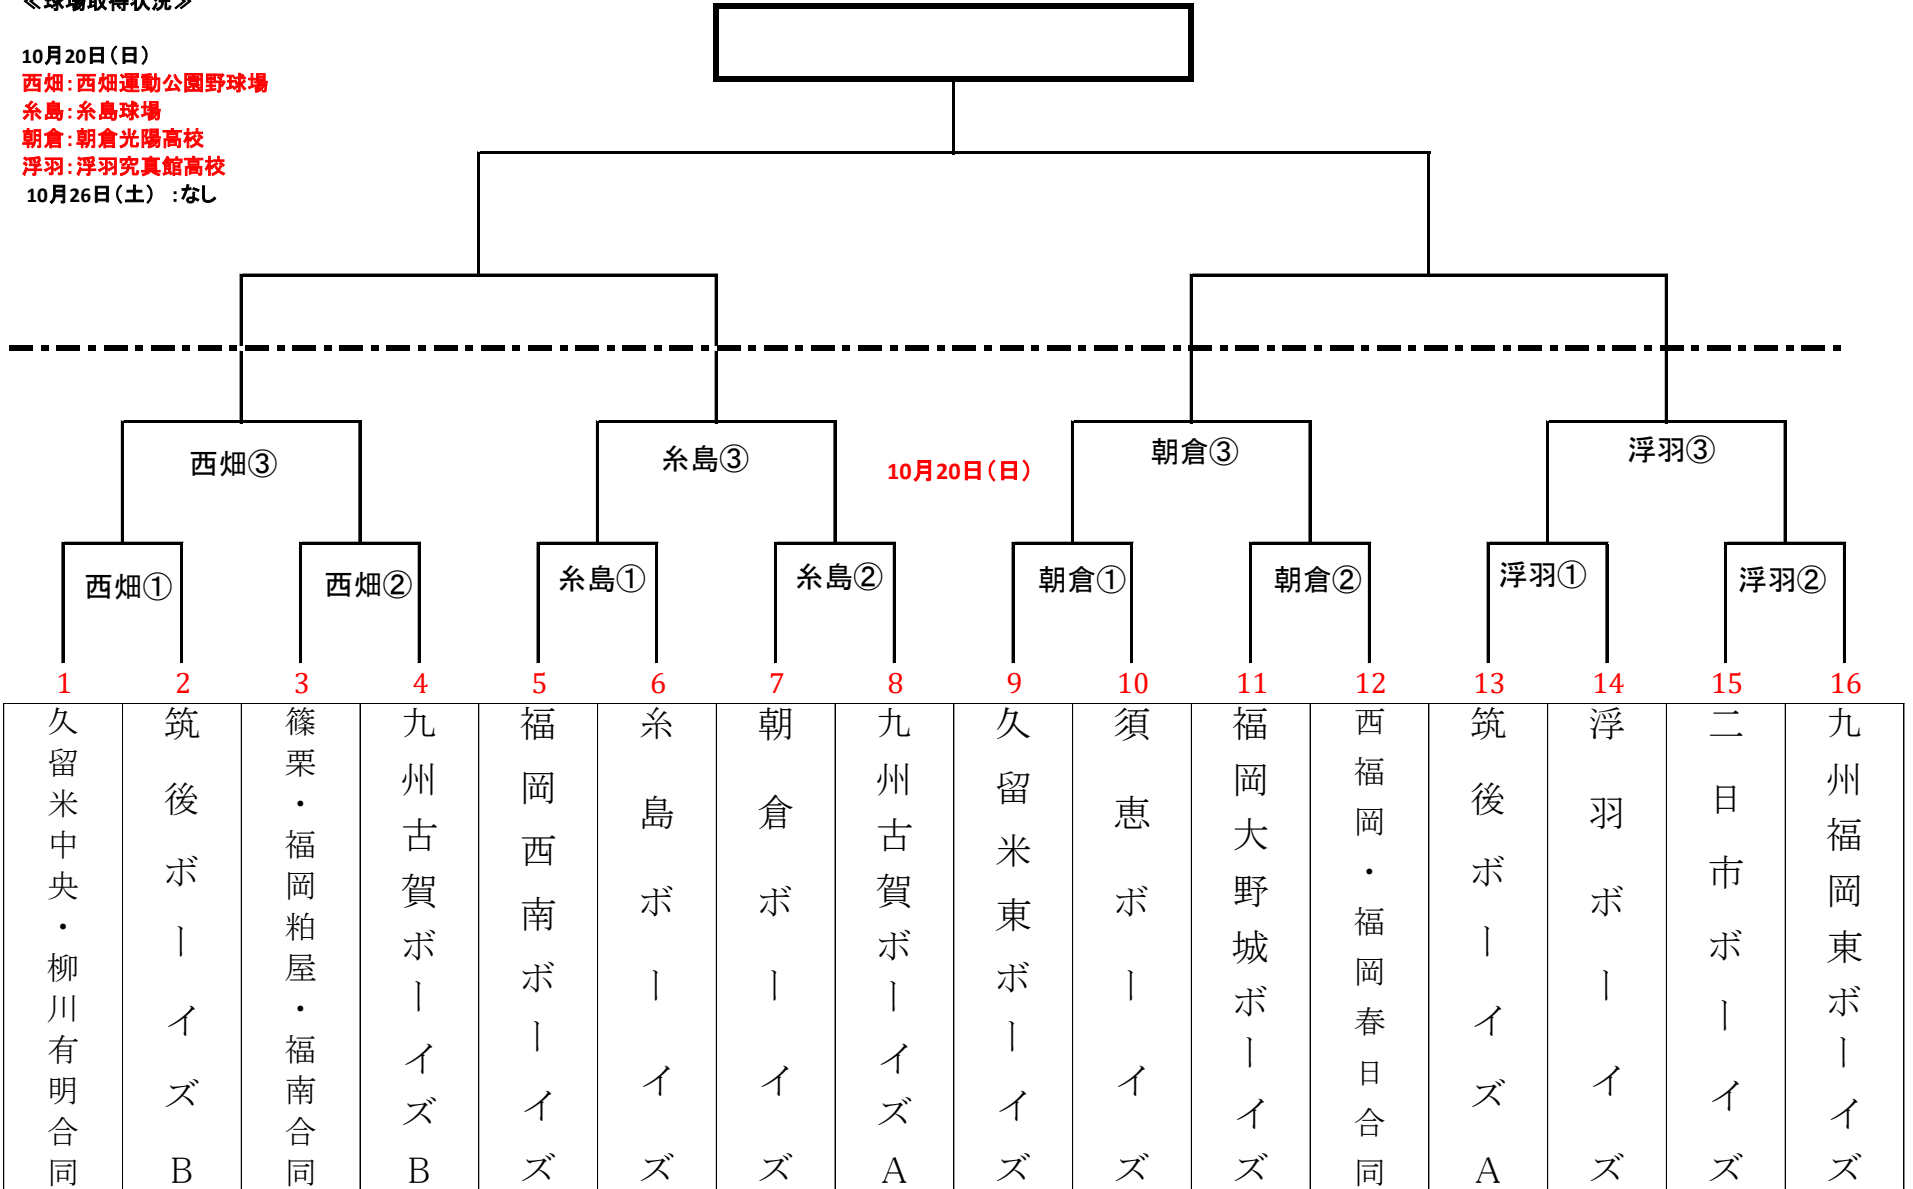 ≪球場取得状況≫
10月20日（日）
西畑：西畑運動公園野球場
糸島：糸島球場
朝倉：朝倉光陽高校
浮羽：浮羽究真館高校
10月26日（土）　：なし
西畑③
糸島③
10月20日（日）
朝倉③
浮羽③
西畑①
西畑②
糸島①
糸島②
朝倉①
朝倉②
浮羽①
浮羽②
1
2
3
4
5
6
7
8
9
10
11
12
13
14
15
16
久留米中央・柳川有明合同
筑後ボーイズB
篠栗・福岡粕屋・福南合同
九州古賀ボーイズB
福岡西南ボーイズ
糸島ボーイズ
朝倉ボーイズ
九州古賀ボーイズA
久留米東ボーイズ
須恵ボーイズ
福岡大野城ボーイズ
西福岡・福岡春日合同
筑後ボーイズA
浮羽ボーイズ
二日市ボーイズ
九州福岡東ボーイズ